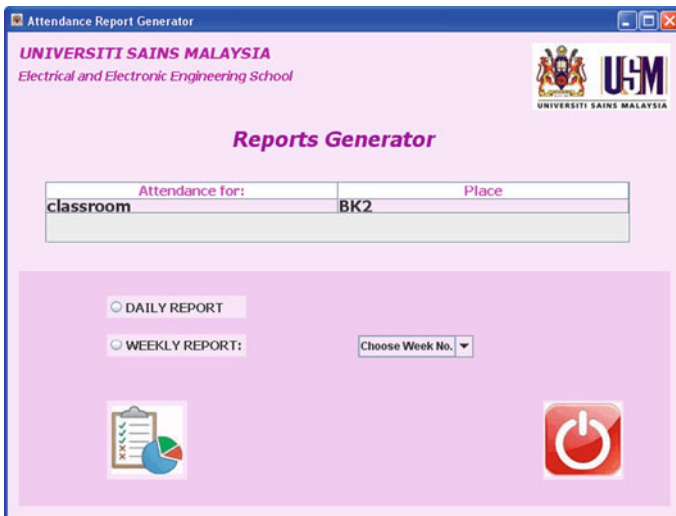 Attendance Report Generator
UNIVERSITI SAINS MALAYSIA
Electrical and Electronic Engineering School
USM
UNIVERSITI SAINS MALAYSIA
Reports Generator
Attendance for: Place
classroom BK2
DAILY REPORT
WEEKLY REPORT: Choose Week No.